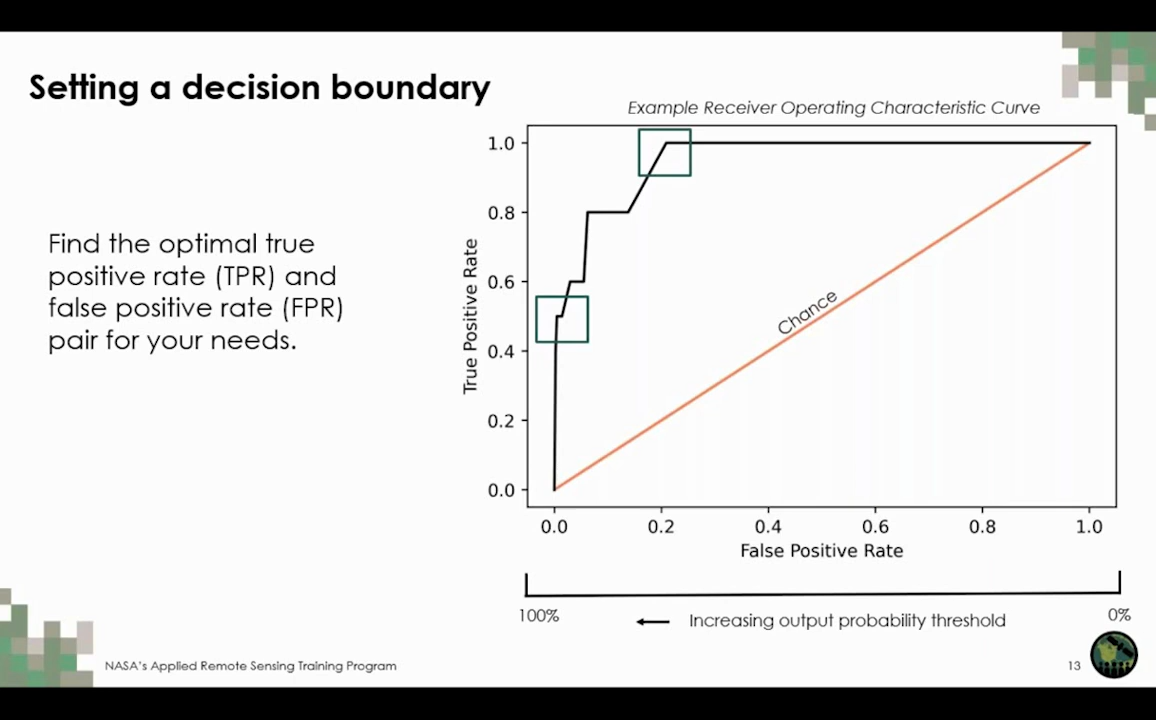 Setting a decision boundary
Find the optimal true
positive rate (TPR) and
false positive rate (FPR)
pair for your needs.
Example Receiver Operating Characteristic Curve
True Positive Rate
1.0
0.8
0.6
0.4
0.2
0.0
Chance
0.0 0.2 0.4 0.6 0.8 1.0
False Positive Rate
100% 0%
← Increasing output probability threshold
NASA's Applied Remote Sensing Training Program
13